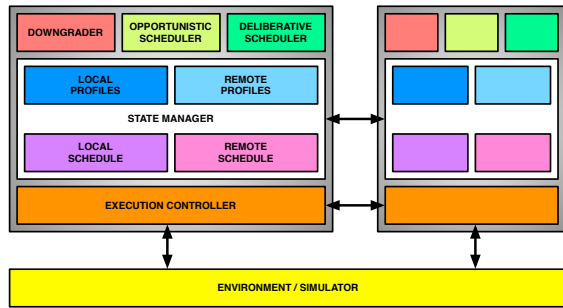 DOWNGRADER
OPPORTUNISTIC
SCHEDULER
DELIBERATIVE
SCHEDULER
LOCAL
PROFILES
REMOTE
PROFILES
STATE MANAGER
LOCAL
SCHEDULE
REMOTE
SCHEDULE
EXECUTION CONTROLLER
ENVIRONMENT / SIMULATOR